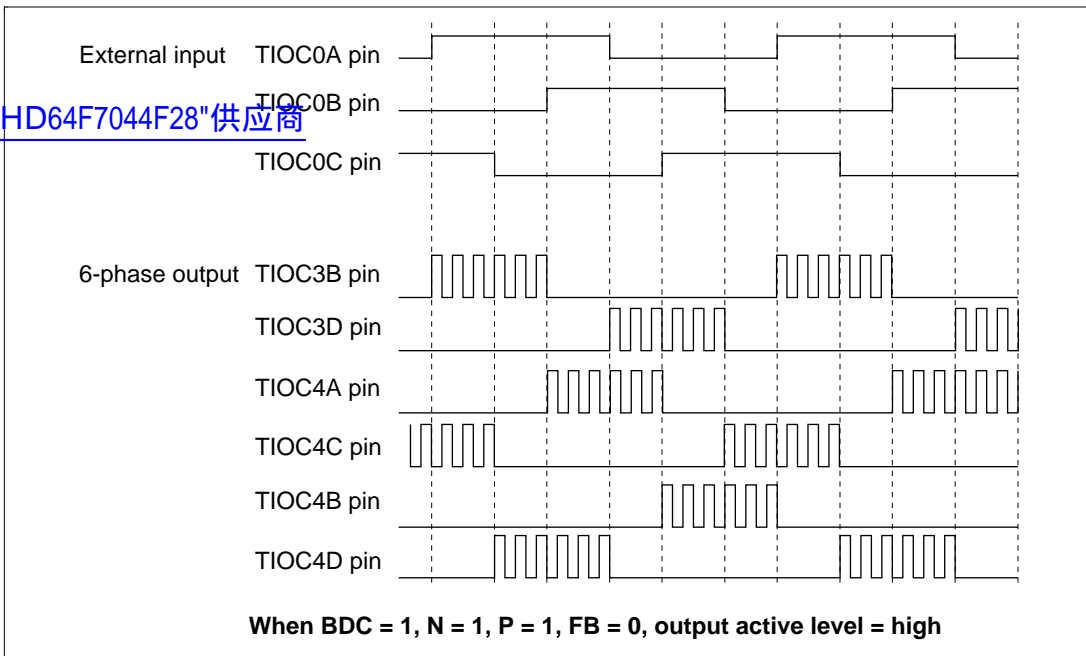 External input TIOC0A pin
TIOC0B pin
HD64F7044F28"供应商
TIOC0C pin
6-phase output TIOC3B pin
TIOC3D pin
TIOC4A pin
TIOC4C pin
TIOC4B pin
TIOC4D pin
When BDC = 1, N = 1, P = 1, FB = 0, output active level = high